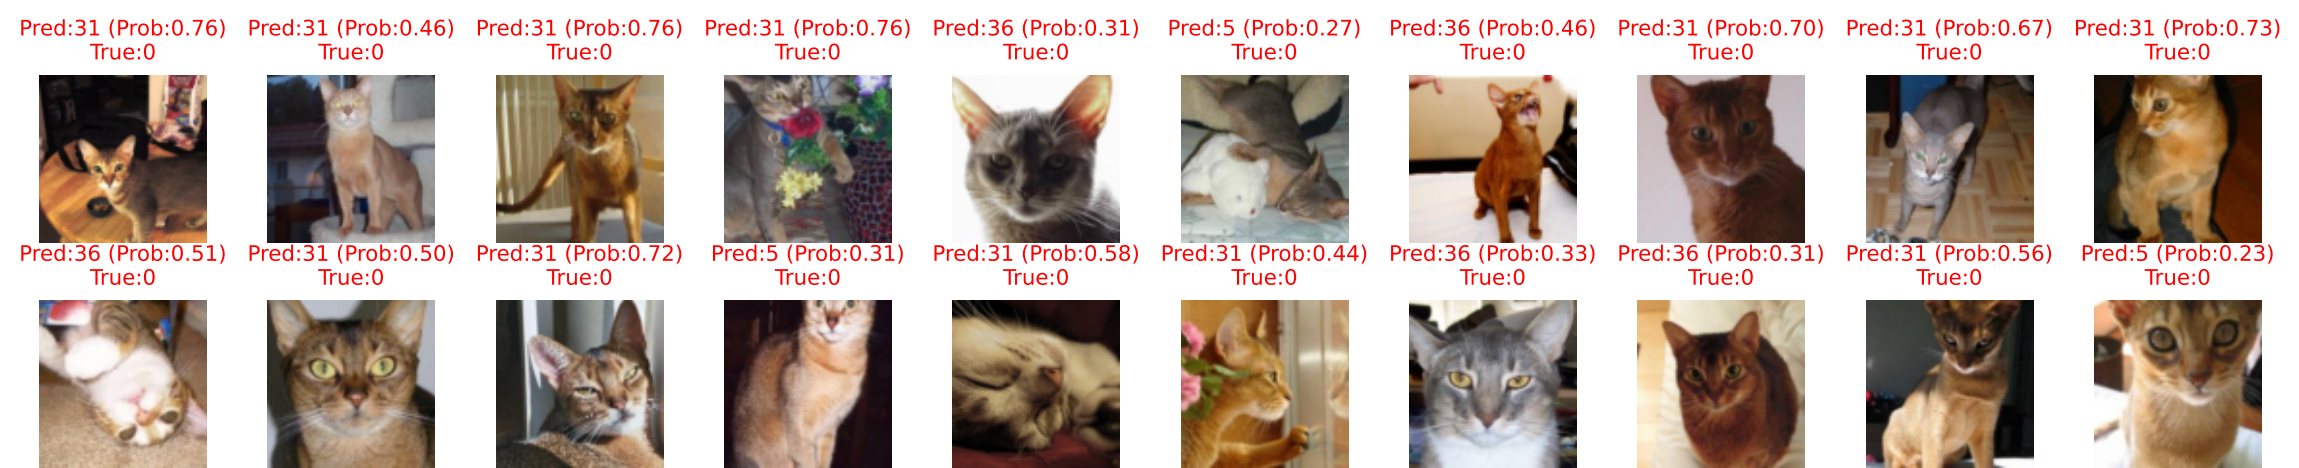 Pred:31 (Prob:0.76)
True:0
Pred:31 (Prob:0.46)
True:0
Pred:31 (Prob:0.76)
True:0
Pred:31 (Prob:0.76)
True:0
Pred:36 (Prob:0.31)
True:0
Pred:5 (Prob:0.27)
True:0
Pred:36 (Prob:0.46)
True:0
Pred:31 (Prob:0.70)
True:0
Pred:31 (Prob:0.67)
True:0
Pred:31 (Prob:0.73)
True:0
Pred:36 (Prob:0.51)
True:0
Pred:31 (Prob:0.50)
True:0
Pred:31 (Prob:0.72)
True:0
Pred:5 (Prob:0.31)
True:0
Pred:31 (Prob:0.58)
True:0
Pred:31 (Prob:0.44)
True:0
Pred:36 (Prob:0.33)
True:0
Pred:36 (Prob:0.31)
True:0
Pred:31 (Prob:0.56)
True:0
Pred:5 (Prob:0.23)
True:0